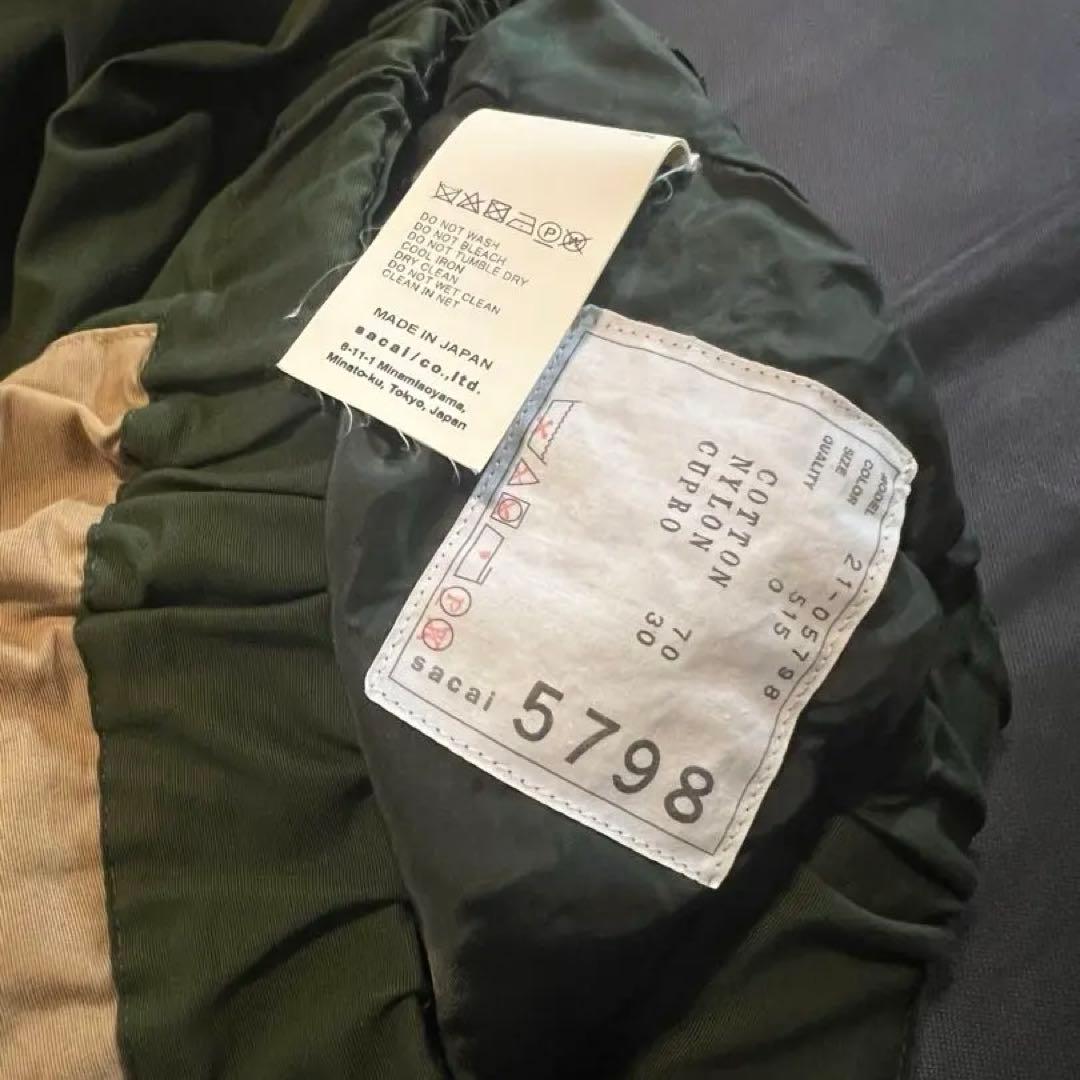 DO NOT WASH
DO NOT BLEACH
DO NOT TUMBLE DRY
COOL IRON
DRY CLEAN
DO NOT WET CLEAN
CLEAN IN NET
MADE IN JAPAN
sacai/co.,ltd.
6-11-1 Minamiaoyama,
Minato-ku, Tokyo, Japan
MODEL 21-05798
COLOR 515
SIZE 0
QUALITY
COTTON 70
NYLON 30
CUPRO
sacai 5798